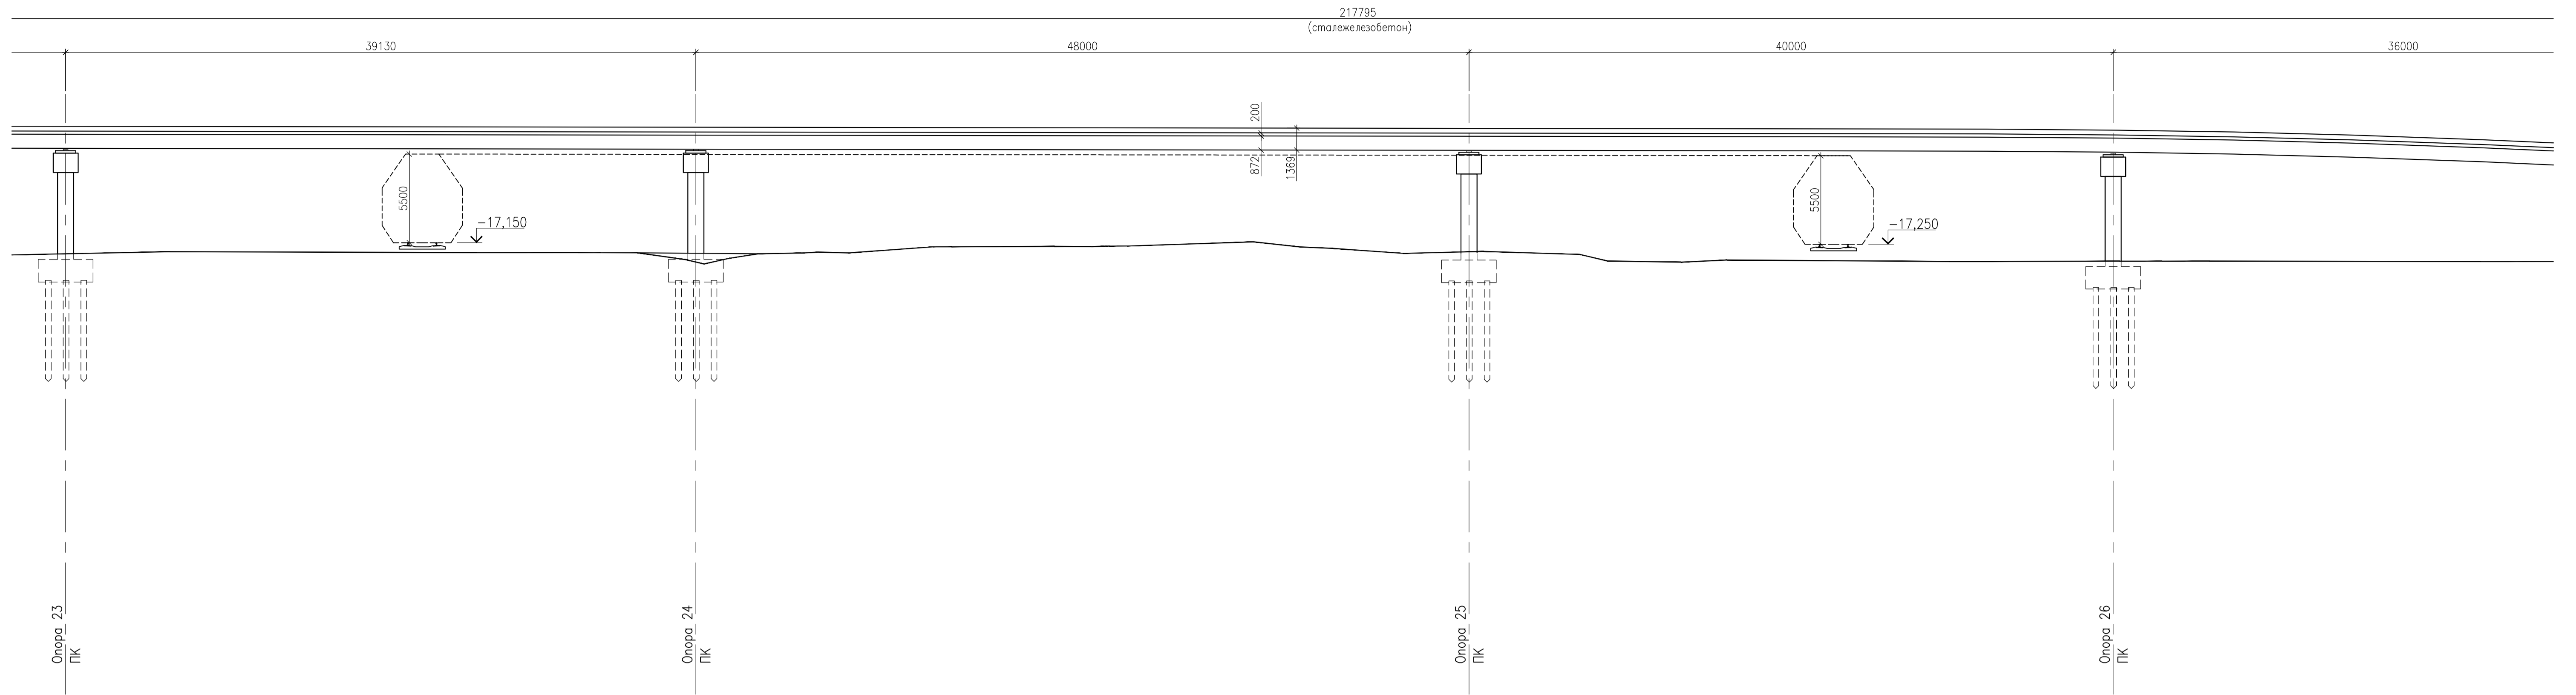 217795
(сталежелезобетон)
39130
48000
40000
36000
200
872
1369
5500
-17,150
5500
-17,250
Опора 23
ПК
Опора 24
ПК
Опора 25
ПК
Опора 26
ПК